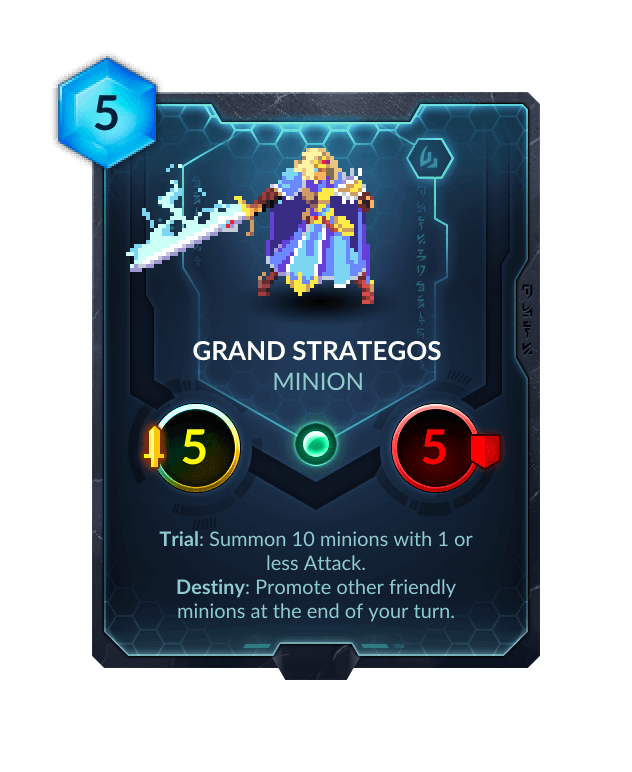 5
GRAND STRATEGOS
MINION
5 5
Trial: Summon 10 minions with 1 or
less Attack.
Destiny: Promote other friendly
minions at the end of your turn.